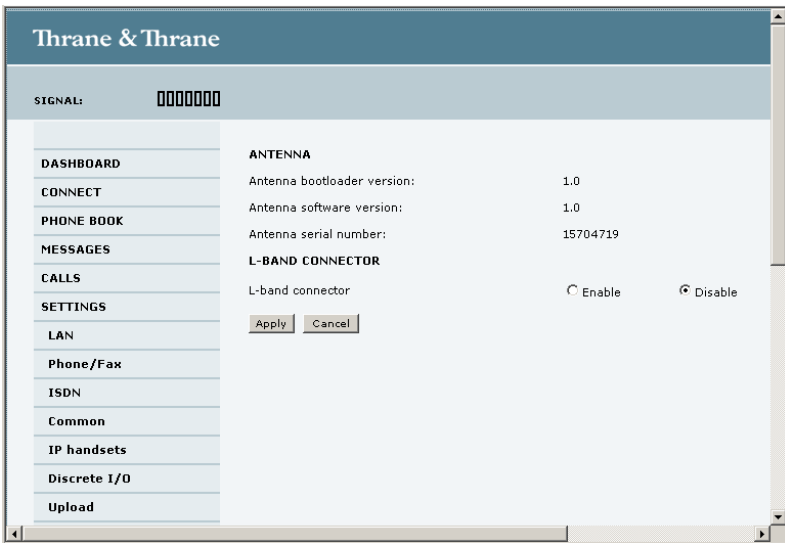 Thrane & Thrane
SIGNAL:
DASHBOARD
CONNECT
PHONE BOOK
MESSAGES
CALLS
SETTINGS
LAN
Phone/Fax
ISDN
Common
IP handsets
Discrete I/O
Upload
ANTENNA
Antenna bootloader version: 1.0
Antenna software version: 1.0
Antenna serial number: 15704719
L-BAND CONNECTOR
L-band connector Enable Disable
Apply Cancel